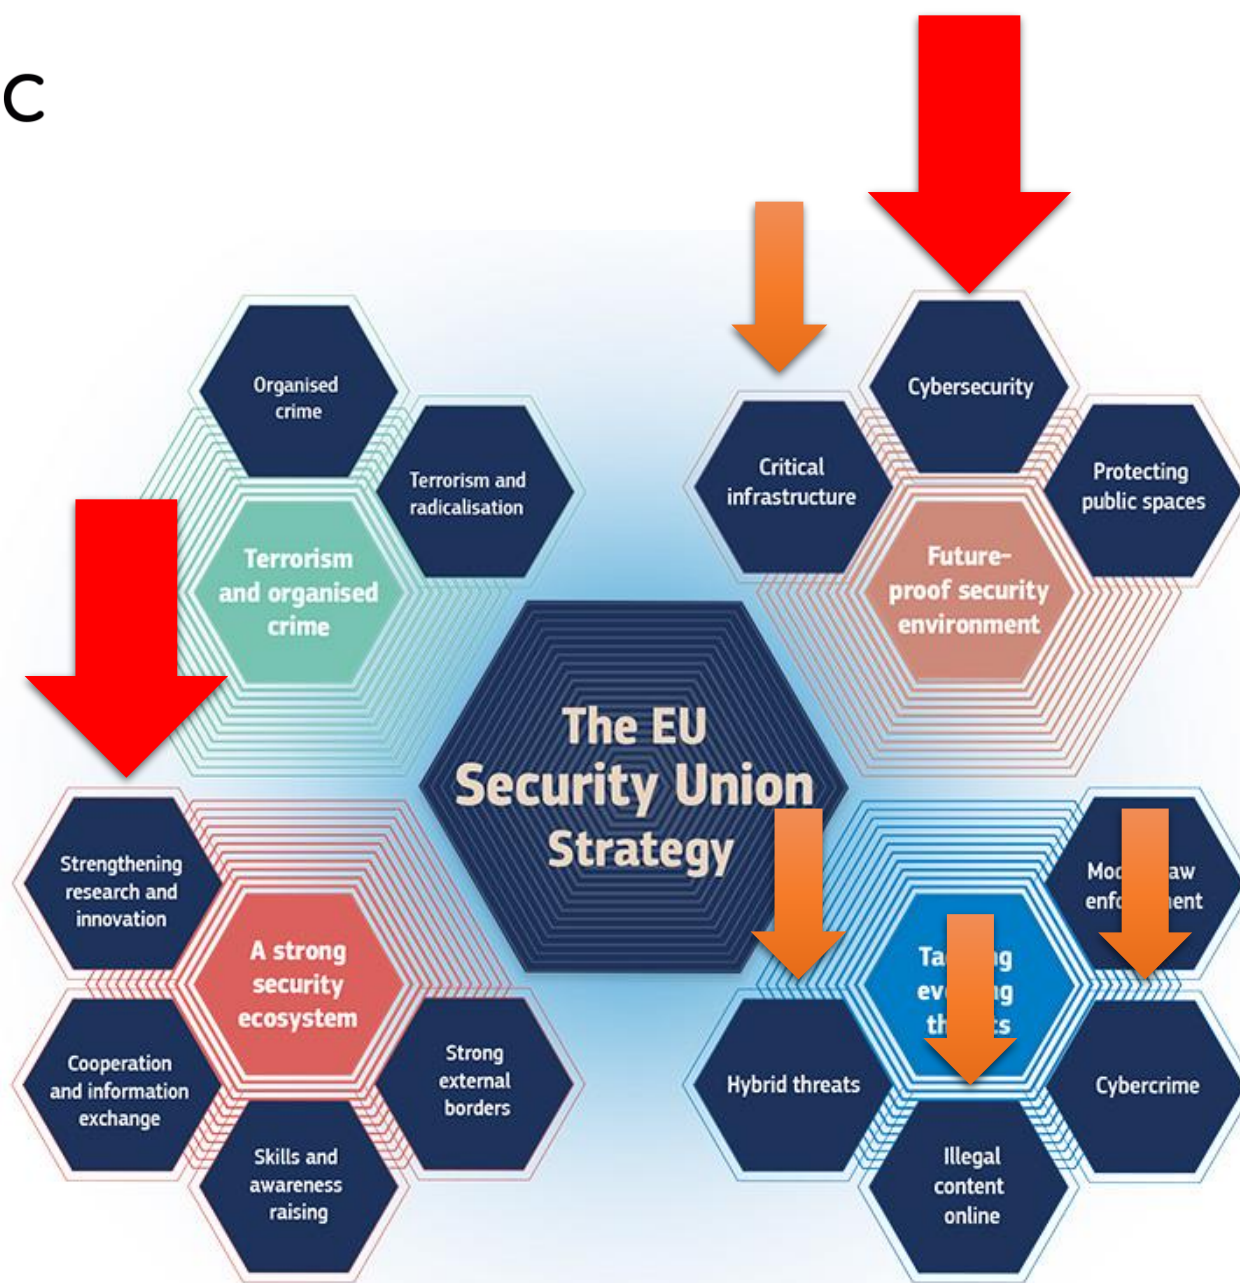 C
Organised
crime
Terrorism and
radicalisation
Terrorism
and organised
crime
Cybersecurity
Critical
infrastructure
Protecting
public spaces
Future-
proof security
environment
The EU
Security Union
Strategy
Strengthening
research and
innovation
A strong
security
ecosystem
Cooperation
and information
exchange
Skills and
awareness
raising
Strong
external
borders
Hybrid threats
Illegal
content
online
Cybercrime